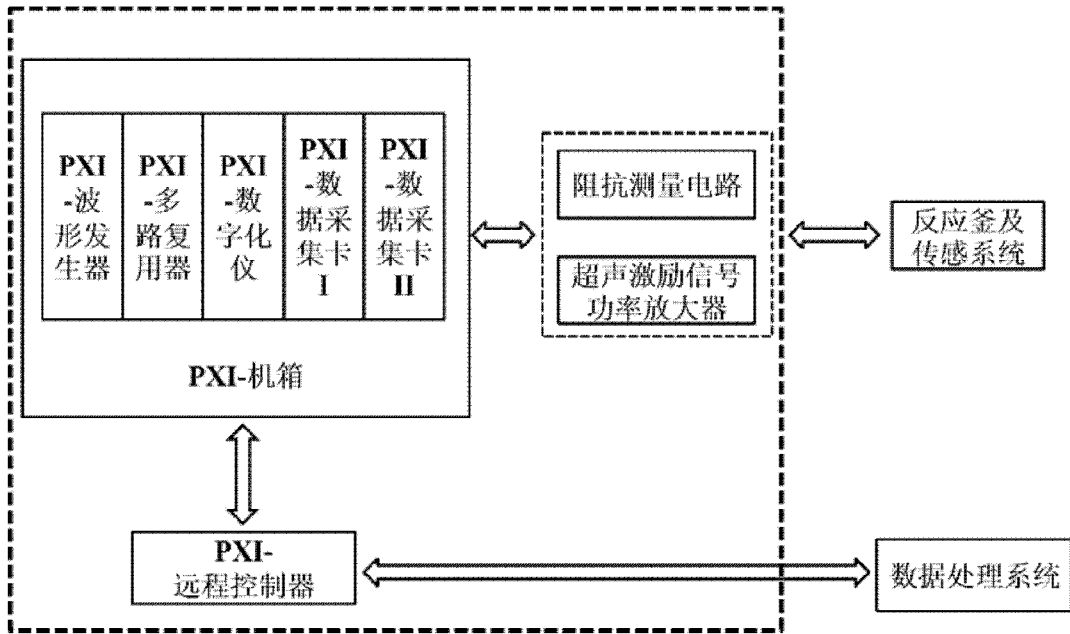 PXI
-波
形发
生器
PXI
-多
路复
用器
PXI
-数
字化
仪
PXI
-数
据采
集卡
I
PXI
-数
据采
集卡
II
PXI-机箱
阻抗测量电路
超声激励信号
功率放大器
反应釜及
传感系统
PXI-
远程控制器
数据处理系统